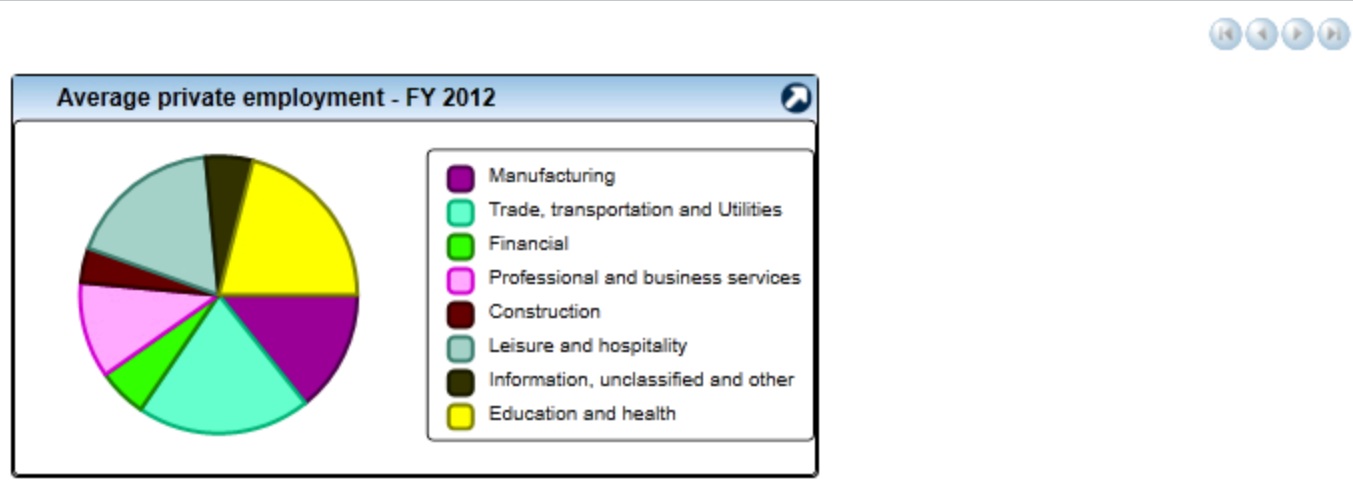 Average private employment - FY 2012
Manufacturing
Trade, transportation and Utilities
Financial
Professional and business services
Construction
Leisure and hospitality
Information, unclassified and other
Education and health